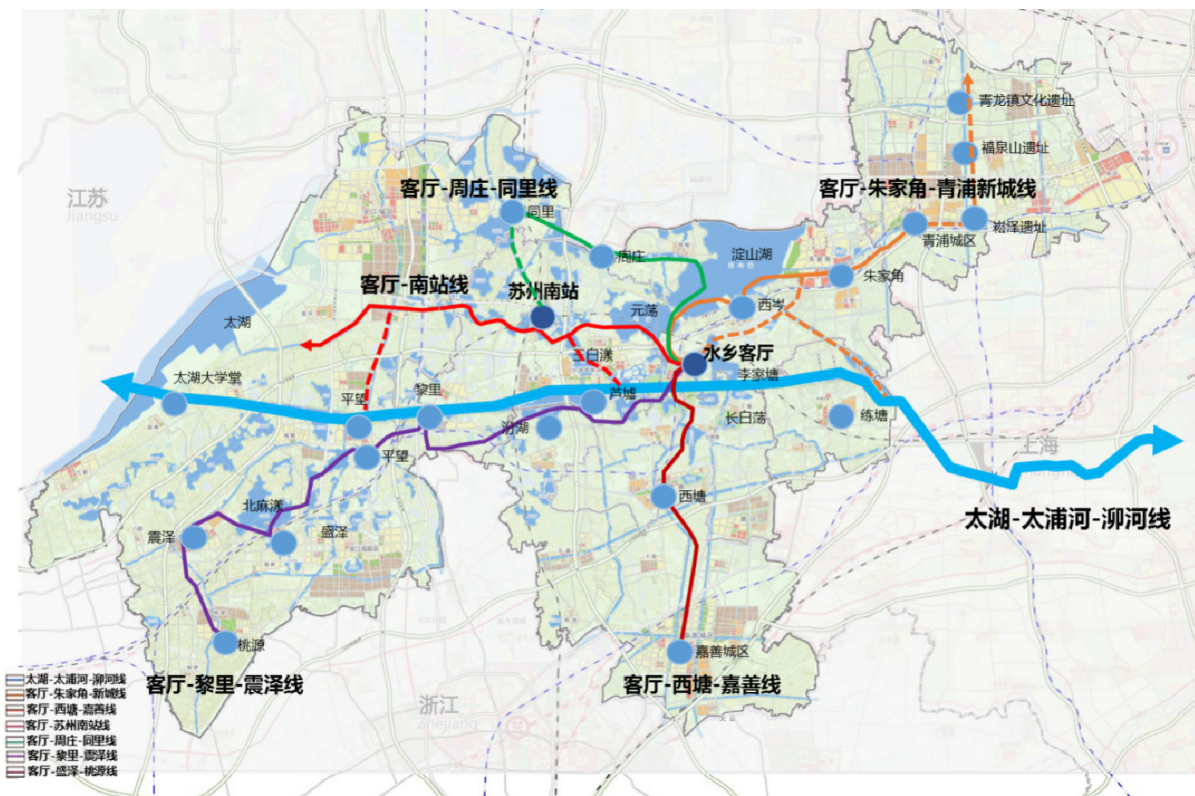 青龙镇文化遗址
福泉山遗址
江苏
Jiangsu
客厅-周庄-同里线
客厅-朱家角-青浦新城线
同里
崧泽遗址
青浦城区
周庄
淀山湖
朱家角
客厅-南站线
苏州南站
西岑
元荡
太湖
三白漾
水乡客厅
李家塘
太湖大学堂
黎里
芦墟
平望
汾湖
长白荡
练塘
上海
平望
西塘
北麻漾
太湖-太浦河-泖河线
震泽
盛泽
桃源
嘉善城区
客厅-黎里-震泽线
客厅-西塘-嘉善线
浙江
Zhejiang
太湖-太浦河-泖河线
客厅-朱家角-新城线
客厅-西塘-嘉善线
客厅-苏州南站线
客厅-周庄-同里线
客厅-黎里-震泽线
客厅-盛泽-桃源线